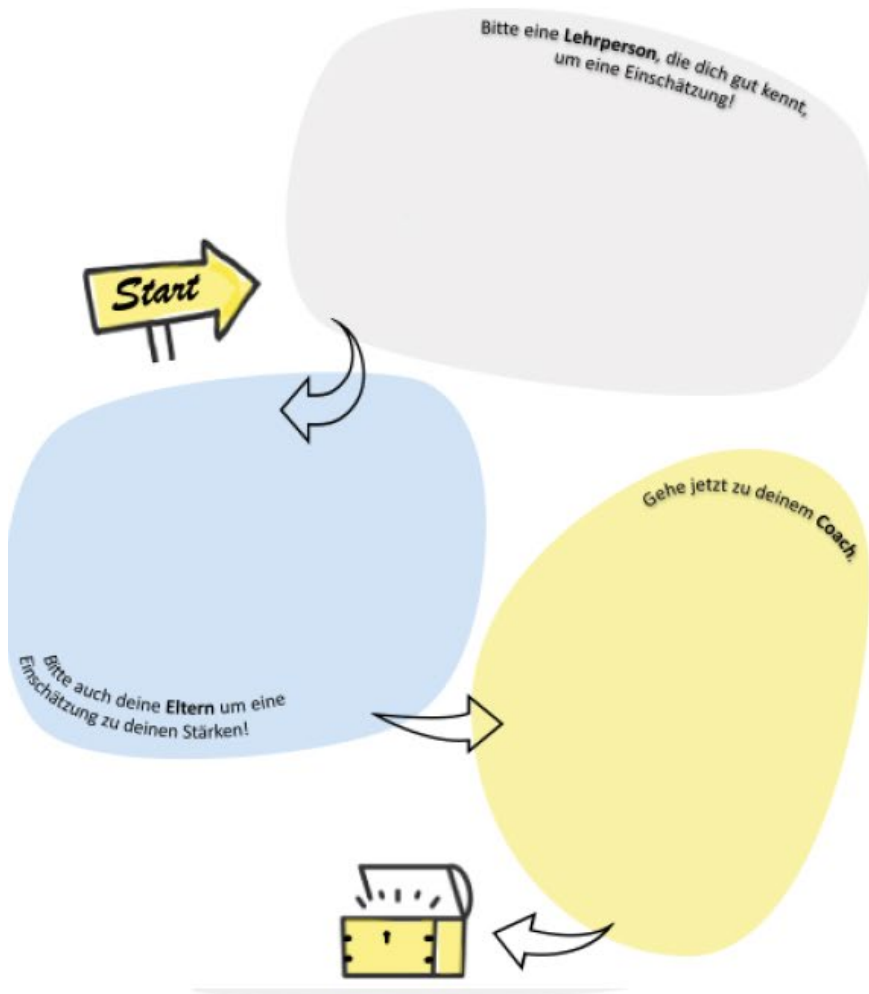 Bitte eine Lehrperson, die dich gut kennt,
um eine Einschätzung!
Start
Bitte auch deine Eltern um eine
Einschätzung zu deinen Stärken!
Gehe jetzt zu deinem Coach.